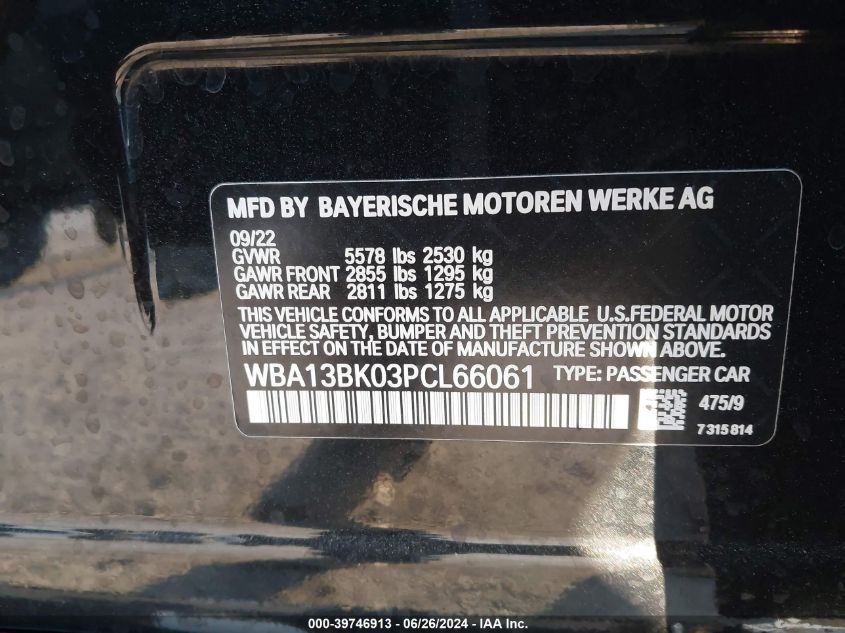 MFD BY BAYERISCHE MOTOREN WERKE AG
09/22
GVWR 5578 lbs 2530 kg
GAWR FRONT 2855 lbs 1295 kg
GAWR REAR 2811 lbs 1275 kg
THIS VEHICLE CONFORMS TO ALL APPLICABLE U.S.FEDERAL MOTOR
VEHICLE SAFETY, BUMPER AND THEFT PREVENTION STANDARDS
IN EFFECT ON THE DATE OF MANUFACTURE SHOWN ABOVE.
WBA13BK03PCL66061 TYPE: PASSENGER CAR
475/9
7 315 814
000-39746913 - 06/26/2024 - © IAA Inc.